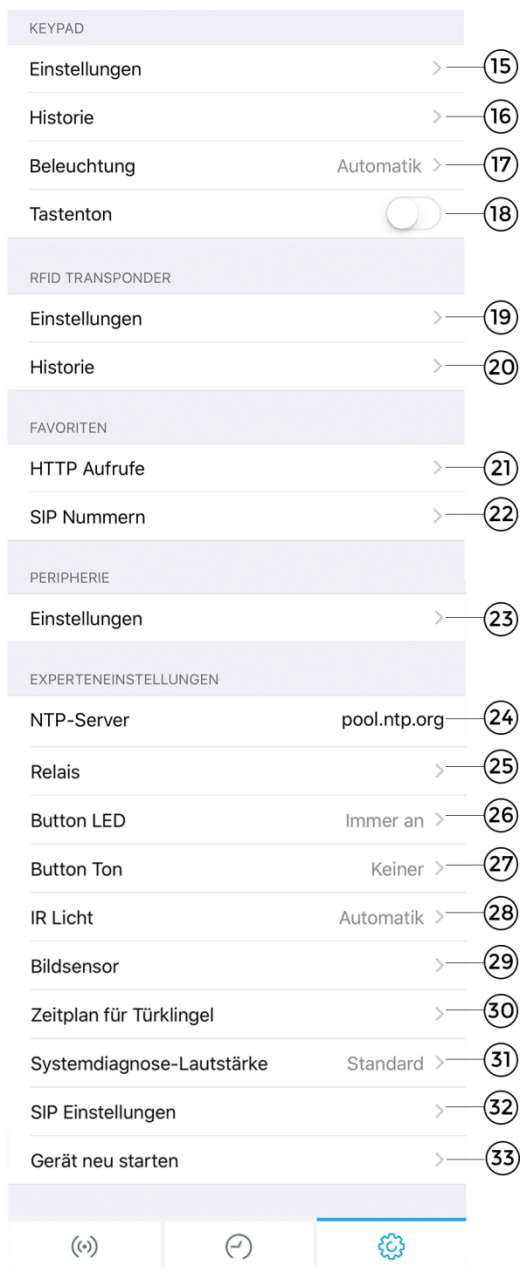 KEYPAD
Einstellungen 15
Historie 16
Beleuchtung Automatik 17
Tastenton 18
RFID TRANSPONDER
Einstellungen 19
Historie 20
FAVORITEN
HTTP Aufrufe 21
SIP Nummern 22
PERIPHERIE
Einstellungen 23
EXPERTENEINSTELLUNGEN
NTP-Server pool.ntp.org 24
Relais 25
Button LED Immer an 26
Button Ton Keiner 27
IR Licht Automatik 28
Bildsensor 29
Zeitplan für Türklingel 30
Systemdiagnose-Lautstärke Standard 31
SIP Einstellungen 32
Gerät neu starten 33